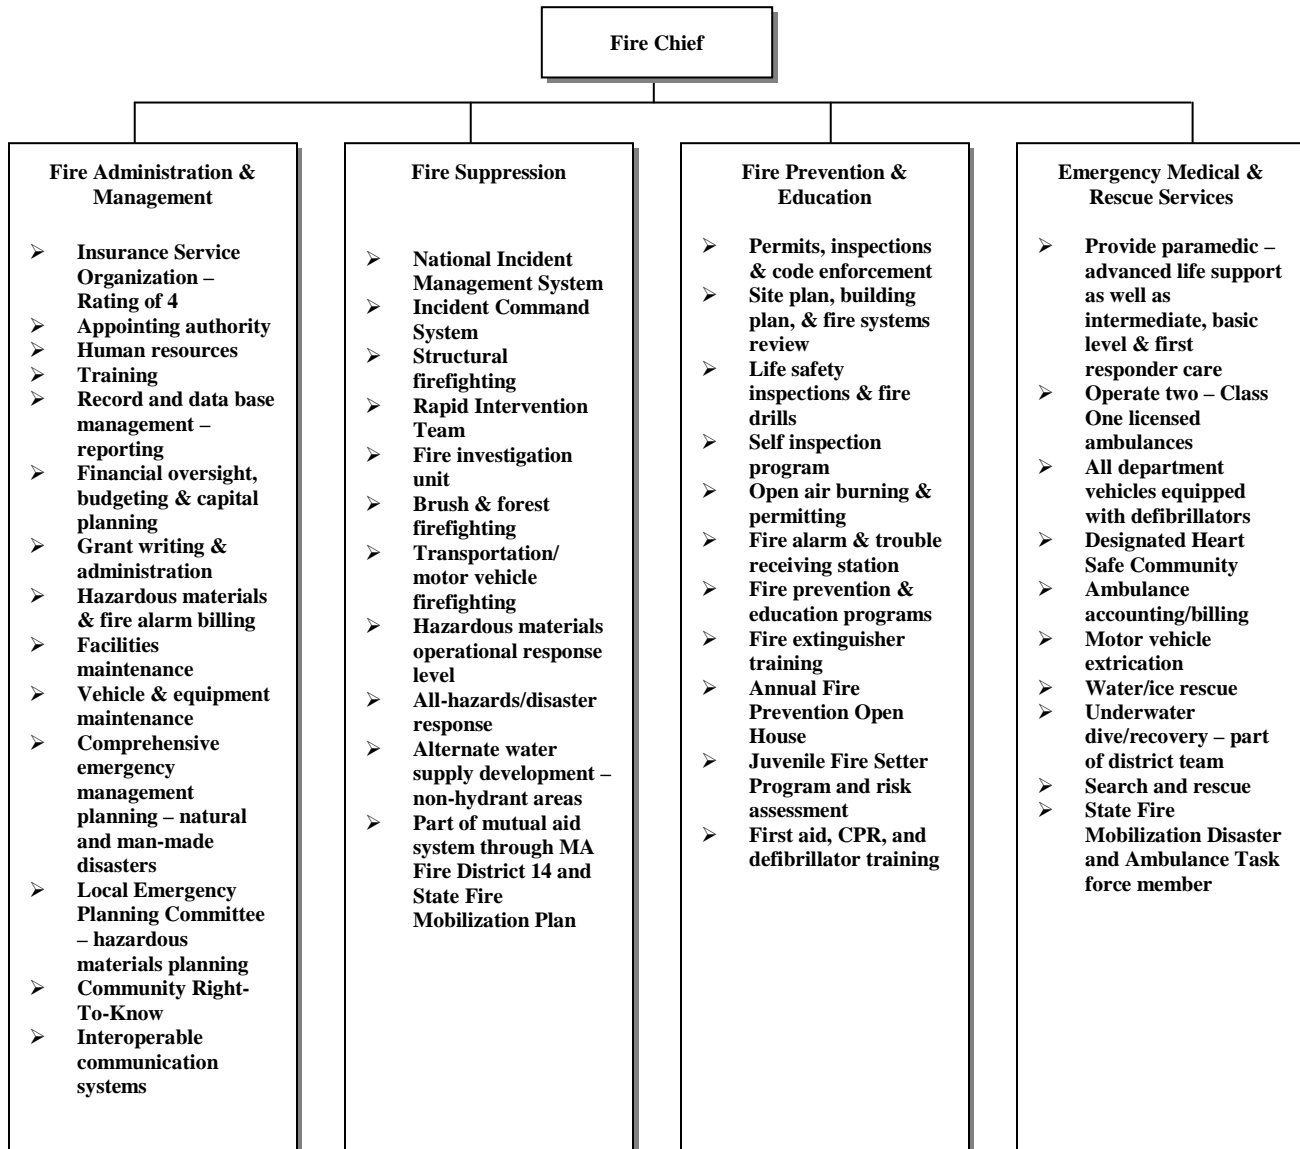 Fire Chief
Fire Administration &
Management
➢ Insurance Service
Organization –
Rating of 4
➢ Appointing authority
➢ Human resources
➢ Training
➢ Record and data base
management –
reporting
➢ Financial oversight,
budgeting & capital
planning
➢ Grant writing &
administration
➢ Hazardous materials
& fire alarm billing
➢ Facilities
maintenance
➢ Vehicle & equipment
maintenance
➢ Comprehensive
emergency
management
planning – natural
and man-made
disasters
➢ Local Emergency
Planning Committee
– hazardous
materials planning
➢ Community Right-
To-Know
➢ Interoperable
communication
systems
Fire Suppression
➢ National Incident
Management System
➢ Incident Command
System
➢ Structural
firefighting
➢ Rapid Intervention
Team
➢ Fire investigation
unit
➢ Brush & forest
firefighting
➢ Transportation/
motor vehicle
firefighting
➢ Hazardous materials
operational response
level
➢ All-hazards/disaster
response
➢ Alternate water
supply development –
non-hydrant areas
➢ Part of mutual aid
system through MA
Fire District 14 and
State Fire
Mobilization Plan
Fire Prevention &
Education
➢ Permits, inspections
& code enforcement
➢ Site plan, building
plan, & fire systems
review
➢ Life safety
inspections & fire
drills
➢ Self inspection
program
➢ Open air burning &
permitting
➢ Fire alarm & trouble
receiving station
➢ Fire prevention &
education programs
➢ Fire extinguisher
training
➢ Annual Fire
Prevention Open
House
➢ Juvenile Fire Setter
Program and risk
assessment
➢ First aid, CPR, and
defibrillator training
Emergency Medical &
Rescue Services
➢ Provide paramedic –
advanced life support
as well as
intermediate, basic
level & first
responder care
➢ Operate two – Class
One licensed
ambulances
➢ All department
vehicles equipped
with defibrillators
➢ Designated Heart
Safe Community
➢ Ambulance
accounting/billing
➢ Motor vehicle
extrication
➢ Water/ice rescue
➢ Underwater
dive/recovery – part
of district team
➢ Search and rescue
➢ State Fire
Mobilization Disaster
and Ambulance Task
force member